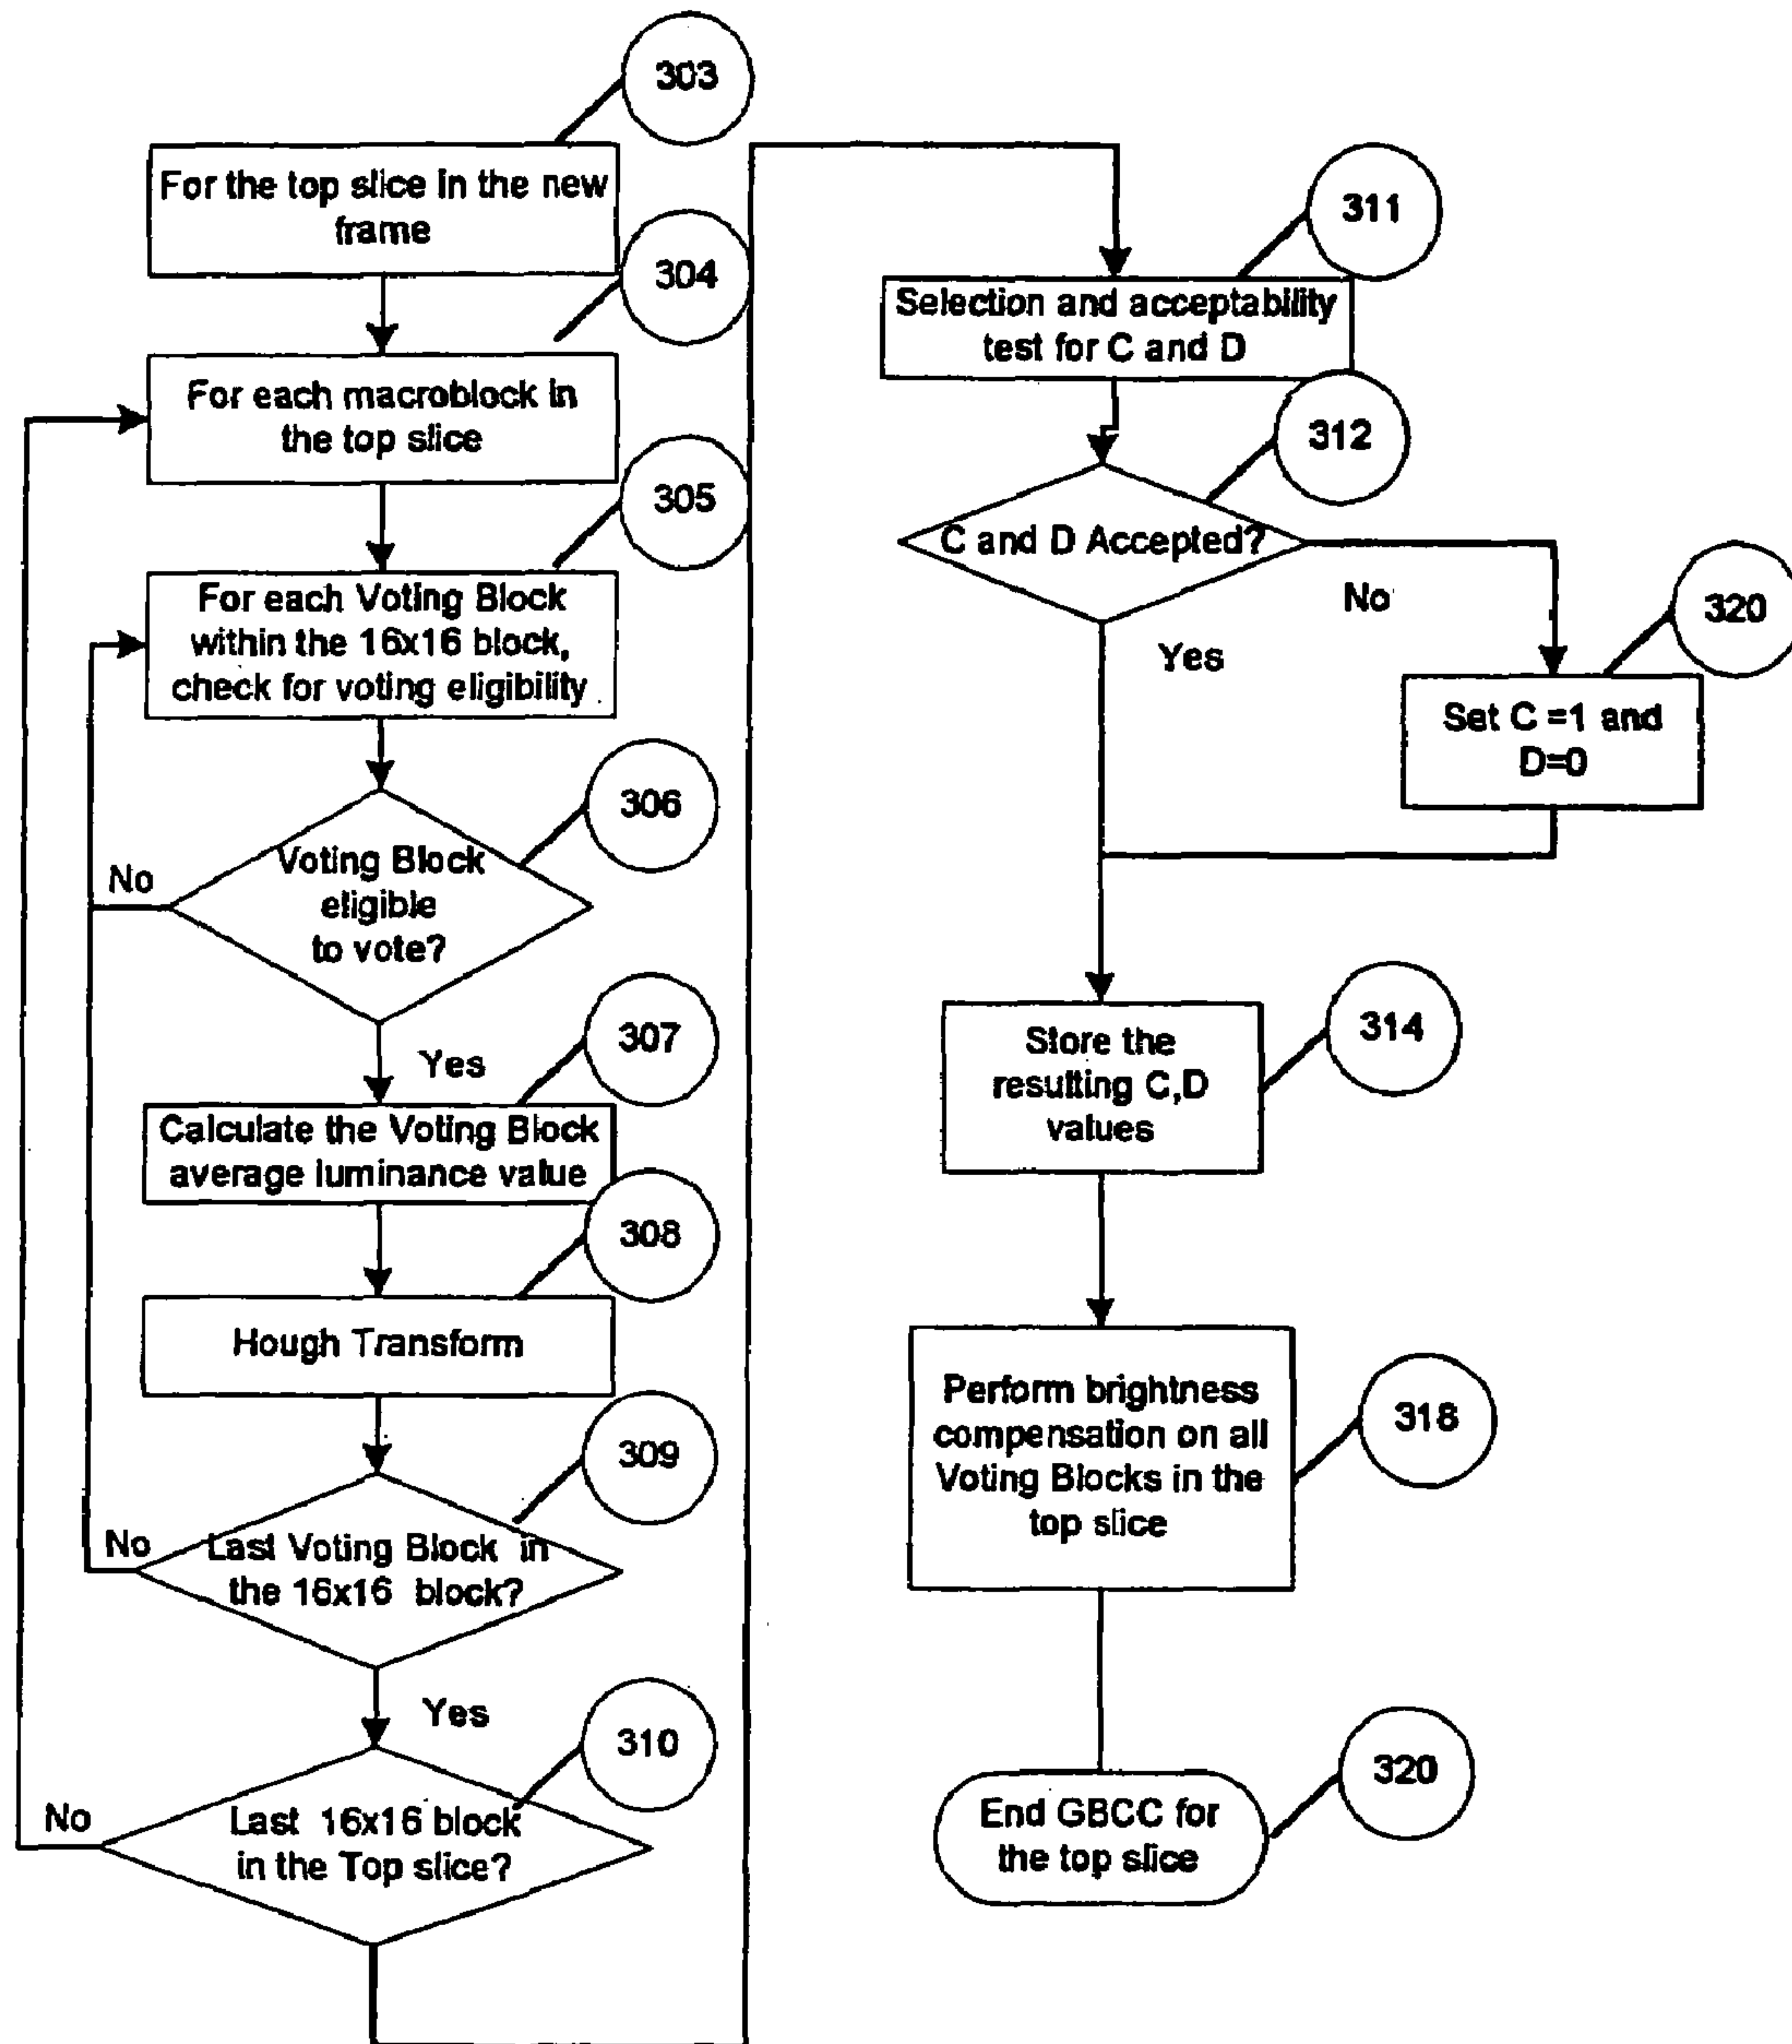 303
For the top slice in the new
frame
304
For each macroblock in
the top slice
305
For each Voting Block
within the 16x16 block,
check for voting eligibility
306
Voting Block
eligible
to vote?
No
Yes
307
Calculate the Voting Block
average luminance value
308
Hough Transform
309
Last Voting Block in
the 16x16 block?
No
Yes
310
Last 16x16 block
in the Top slice?
No
311
Selection and acceptability
test for C and D
312
C and D Accepted?
No
Yes
320
Set C =1 and
D=0
314
Store the
resulting C,D
values
318
Perform brightness
compensation on all
Voting Blocks in the
top slice
320
End GBCC for
the top slice